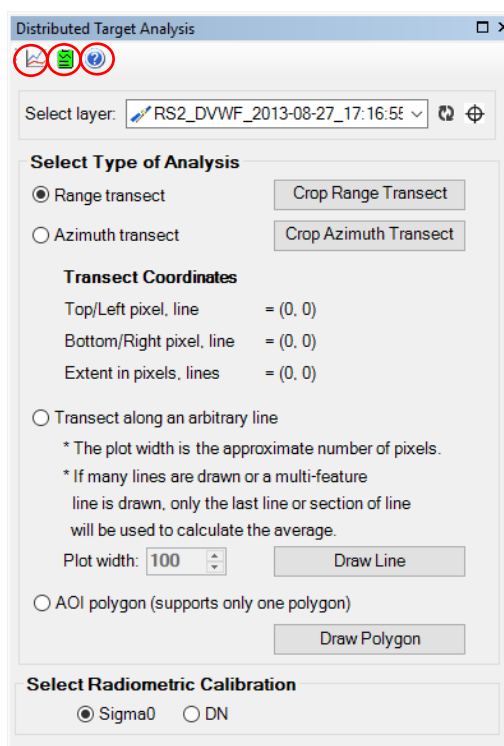 Distributed Target Analysis
Select layer: RS2_DVWF_2013-08-27_17:16:55
Select Type of Analysis
Range transect Crop Range Transect
Azimuth transect Crop Azimuth Transect
Transect Coordinates
Top/Left pixel, line = (0, 0)
Bottom/Right pixel, line = (0, 0)
Extent in pixels, lines = (0, 0)
Transect along an arbitrary line
* The plot width is the approximate number of pixels.
* If many lines are drawn or a multi-feature
line is drawn, only the last line or section of line
will be used to calculate the average.
Plot width: 100 Draw Line
AOI polygon (supports only one polygon)
Draw Polygon
Select Radiometric Calibration
Sigma0 DN